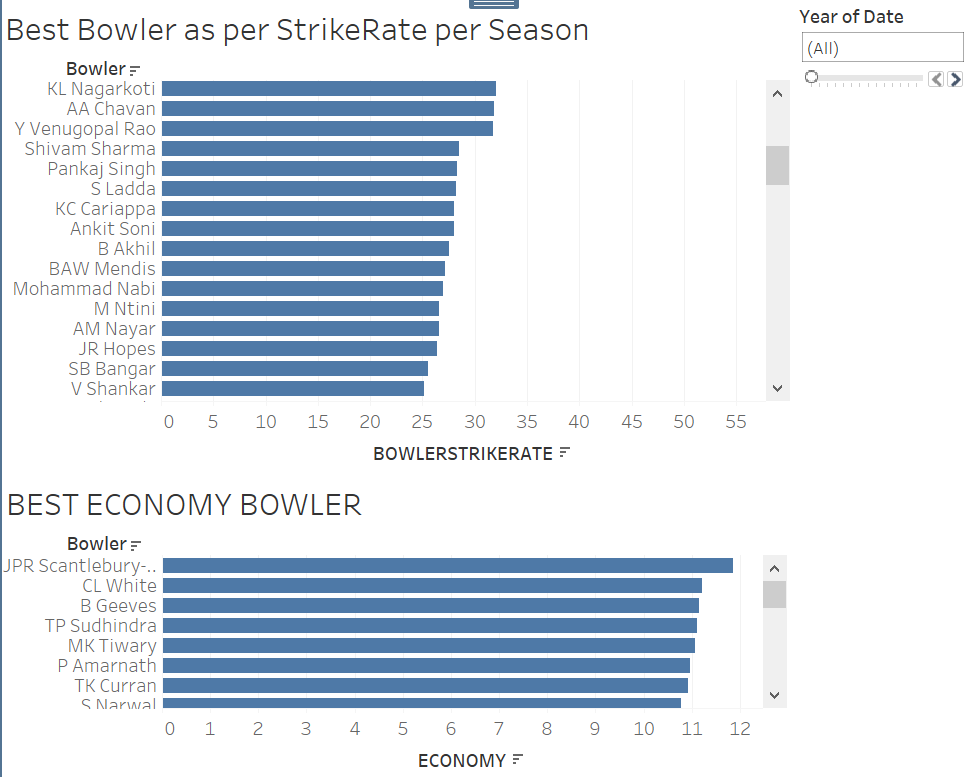 Best Bowler as per StrikeRate per Season
Year of Date
(All)
Bowler
KL Nagarkoti
AA Chavan
Y Venugopal Rao
Shivam Sharma
Pankaj Singh
S Ladda
KC Cariappa
Ankit Soni
B Akhil
BAW Mendis
Mohammad Nabi
M Ntini
AM Nayar
JR Hopes
SB Bangar
V Shankar
0 5 10 15 20 25 30 35 40 45 50 55
BOWLERSTRIKERATE
BEST ECONOMY BOWLER
Bowler
JPR Scantlebury-..
CL White
B Geeves
TP Sudhindra
MK Tiwary
P Amarnath
TK Curran
S Narwal
0 1 2 3 4 5 6 7 8 9 10 11 12
ECONOMY